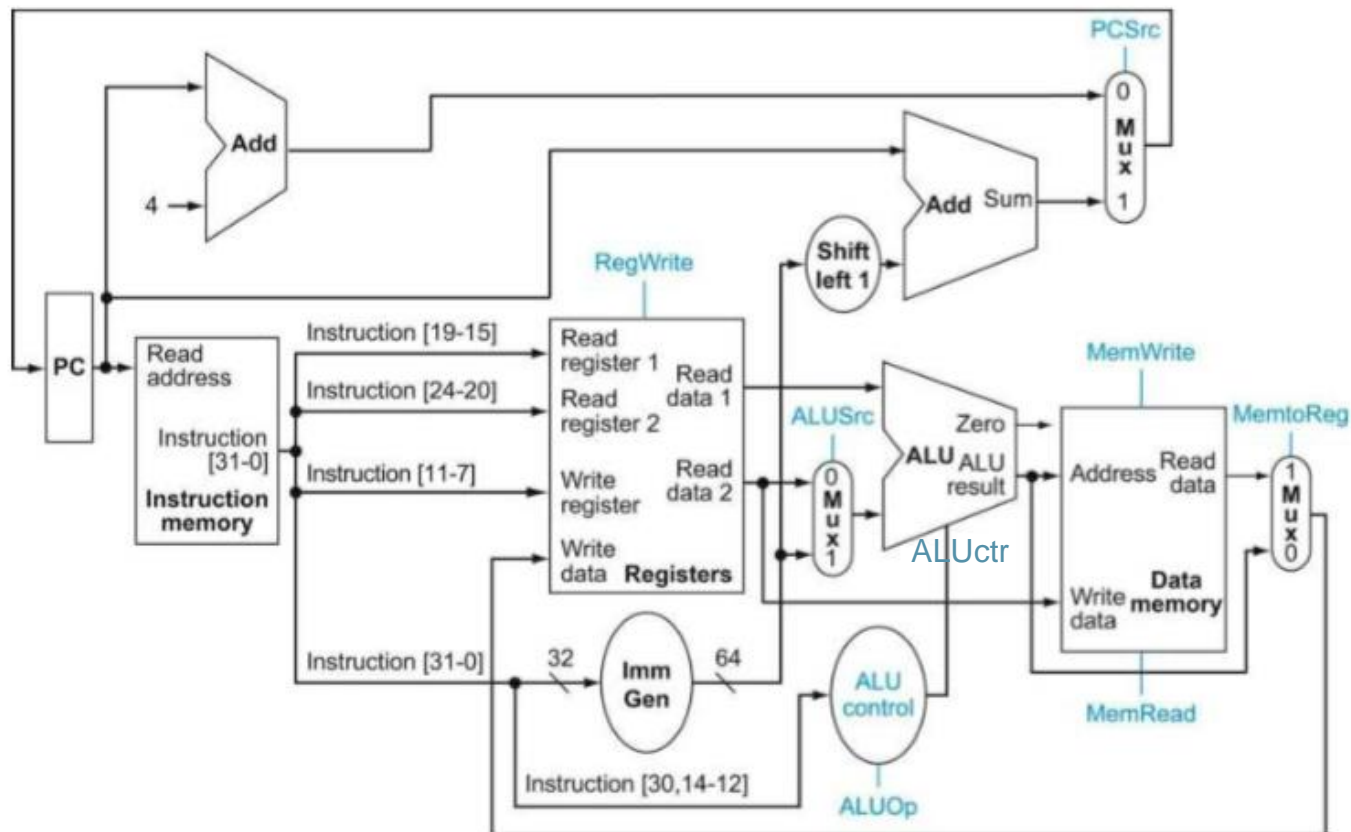 PCSrc
0
M
u
x
1
Add
4
Add Sum
Shift
left 1
RegWrite
PC
Read
address
Instruction
[31-0]
Instruction
memory
Instruction [19-15]
Instruction [24-20]
Instruction [11-7]
Instruction [31-0]
Read
register 1
Read
register 2
Write
register
Write
data
Read
data 1
Read
data 2
Registers
ALUSrc
0
M
u
x
1
Zero
ALU
ALU
result
ALUctr
MemWrite
Address
Read
data
Write
data
Data
memory
MemRead
MemtoReg
1
M
u
x
0
32
Imm
Gen
64
ALU
control
Instruction [30,14-12]
ALUOp